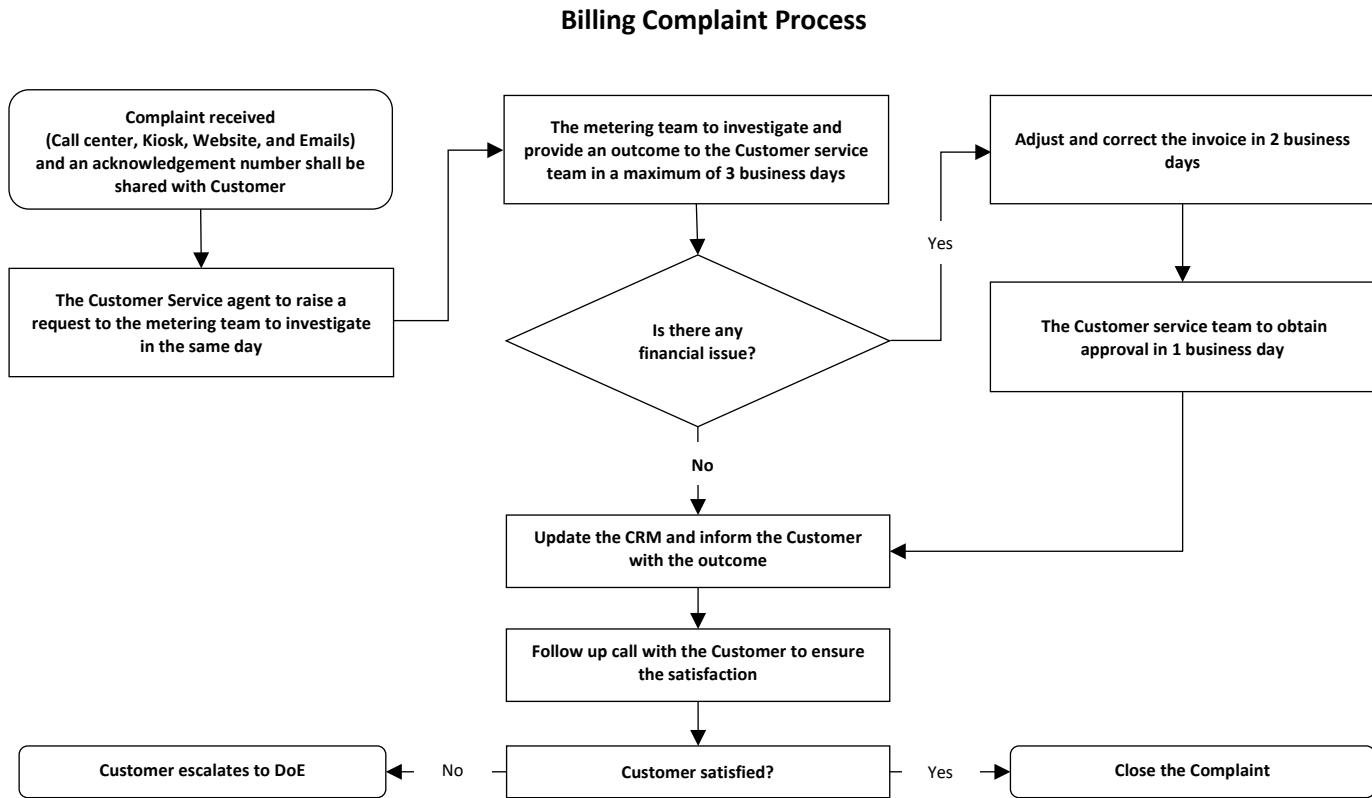 Billing Complaint Process
Complaint received
(Call center, Kiosk, Website, and Emails)
and an acknowledgement number shall be
shared with Customer
The Customer Service agent to raise a
request to the metering team to investigate
in the same day
The metering team to investigate and
provide an outcome to the Customer service
team in a maximum of 3 business days
Is there any
financial issue?
Yes
Adjust and correct the invoice in 2 business
days
The Customer service team to obtain
approval in 1 business day
No
Update the CRM and inform the Customer
with the outcome
Follow up call with the Customer to ensure
the satisfaction
Customer satisfied?
No
Customer escalates to DoE
Yes
Close the Complaint